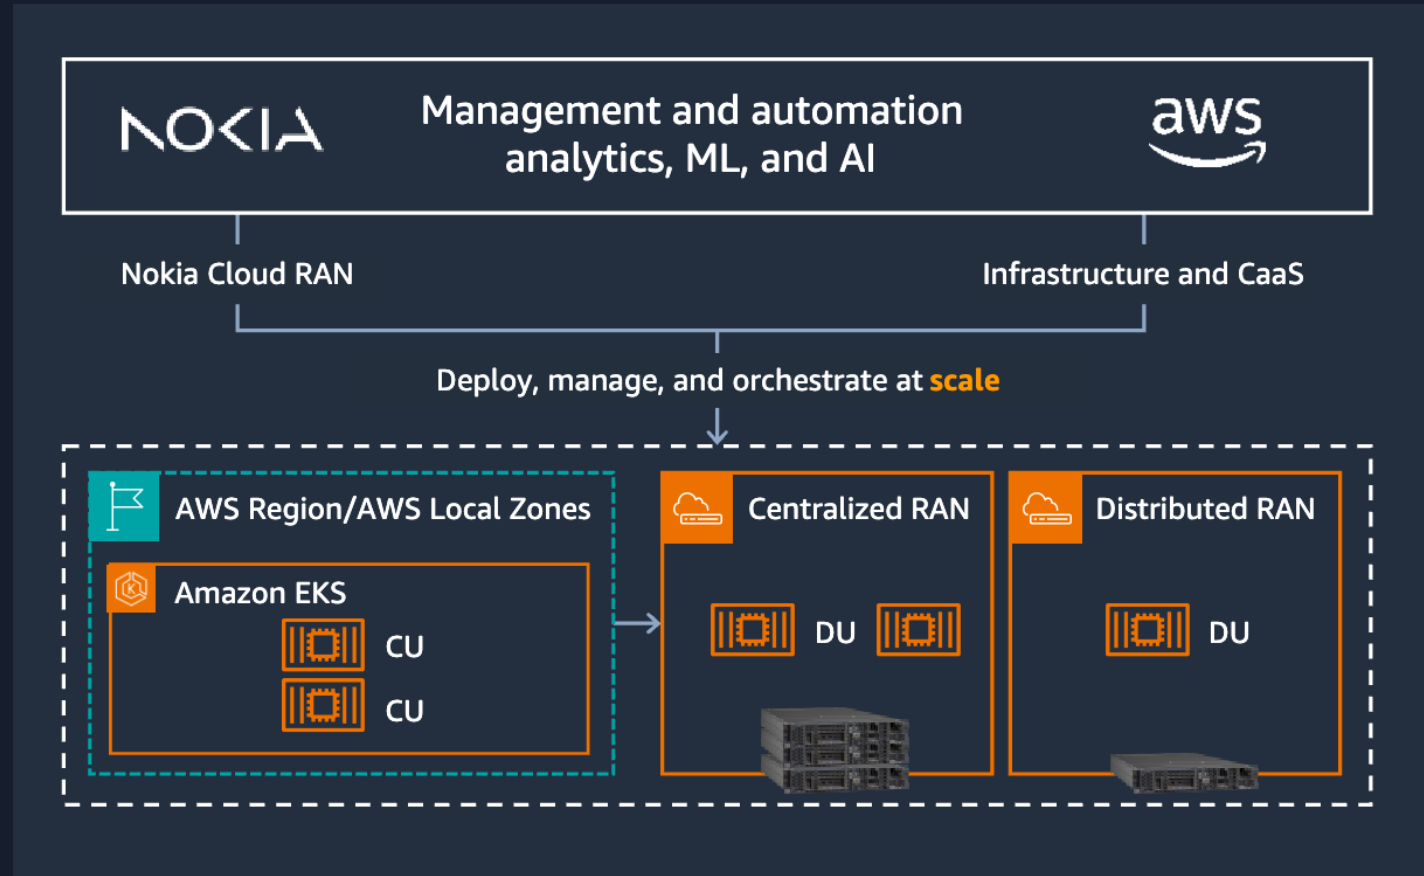 NOKIA
Management and automation
analytics, ML, and AI
aws
Nokia Cloud RAN
Infrastructure and CaaS
Deploy, manage, and orchestrate at scale
AWS Region/AWS Local Zones
Amazon EKS
K
CU
CU
Centralized RAN
DU
Distributed RAN
DU